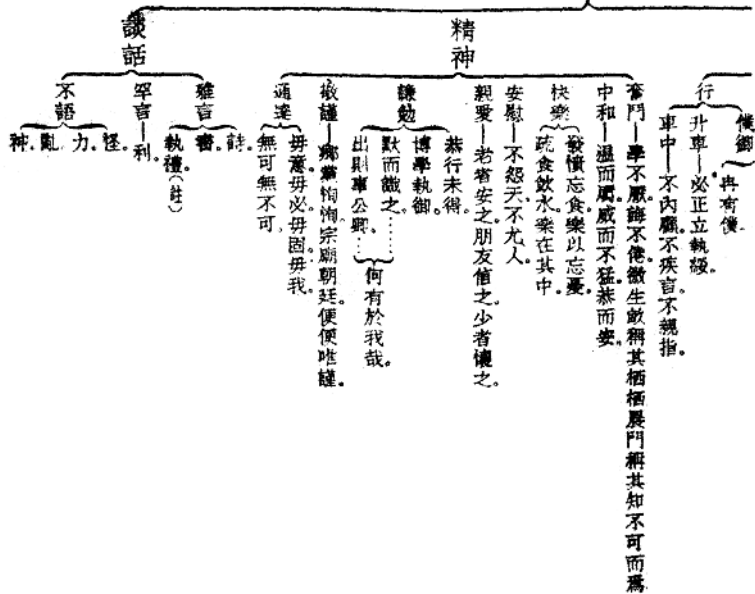 行
僕御
冉有僕。
升車—必正立執綏。
車中—不內顧。不疾言。不親指。
精神
奮鬥—學不厭。誨不倦。微生畝稱其栖栖。晨門稱其知不可而爲
中和—溫而厲。威而不猛。恭而安。
快樂
發憤忘食。樂以忘憂。
疏食飲水。樂在其中。
安慰—不怨天。不尤人。
親愛—老者安之。朋友信之。少者懷之。
謙勉
恭行未得。
博學執御。
默而識之。……
出則事公卿。……
何有於我哉。
敬謹—鄉黨恂恂。宗廟朝廷。便便唯謹。
通達
毋意。毋必。毋固。毋我。
無可無不可。
談話
雅言
詩。
書。
執禮(註)
罕言—利。
不語
怪。
力。
亂。
神。